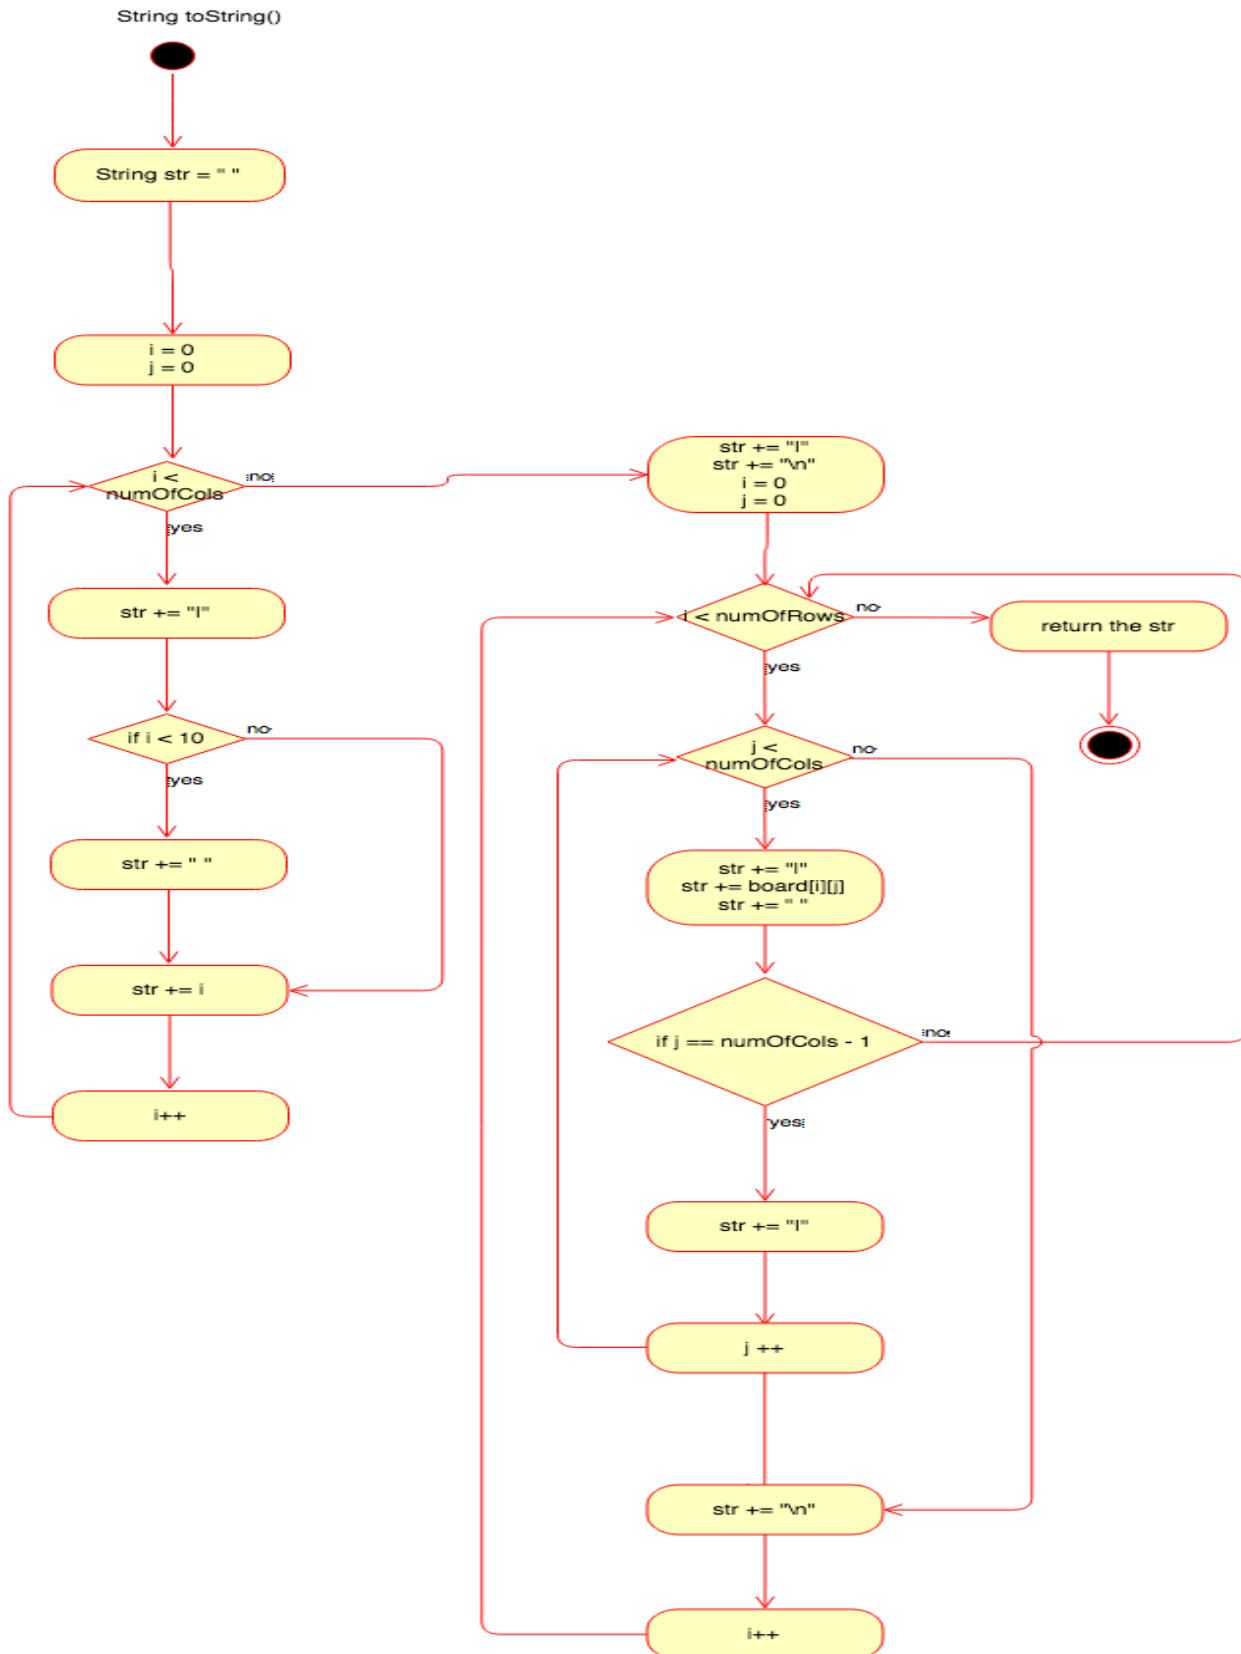 String toString()
String str = " "
i = 0
j = 0
i <
numOfCols
no
yes
str += "|"
if i < 10
no
yes
str += " "
str += i
i++
str += "|"
str += "\n"
i = 0
j = 0
i < numOfRows
no
yes
return the str
j <
numOfCols
no
yes
str += "|"
str += board[i][j]
str += " "
if j == numOfCols - 1
no
yes
str += "|"
j ++
str += "\n"
i++